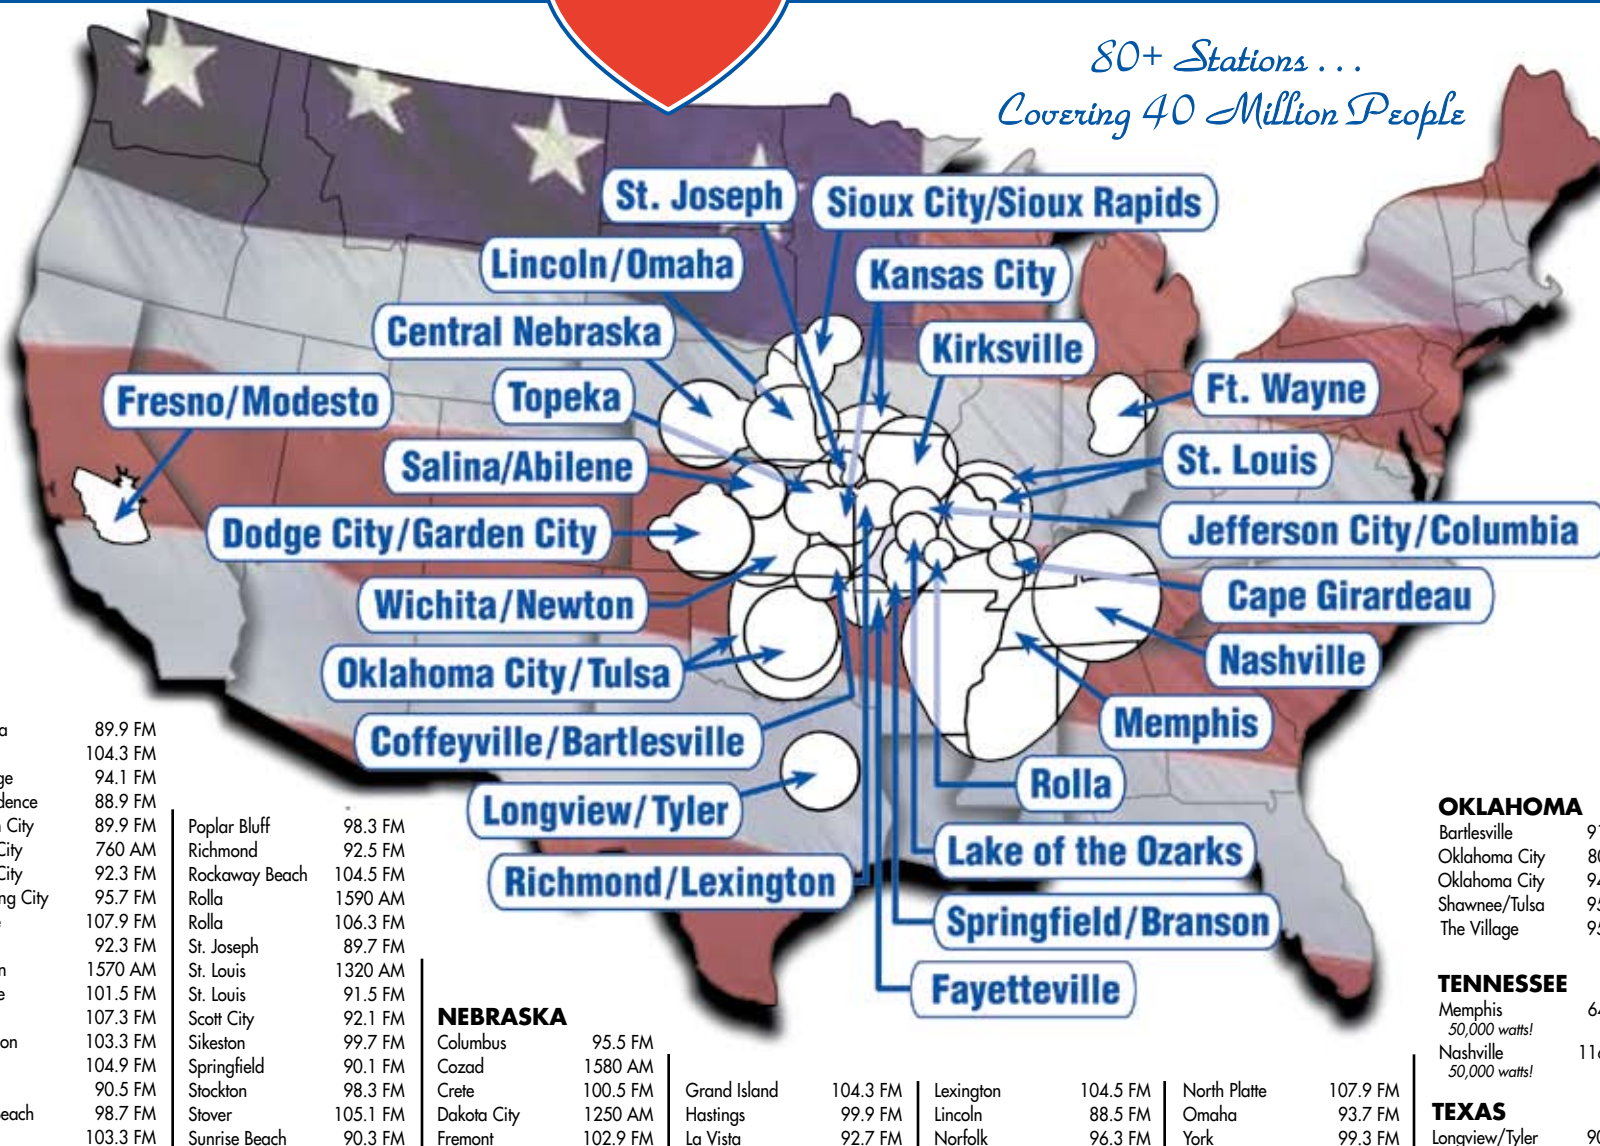 80+ Stations . . .
Covering 40 Million People
St. Joseph
Sioux City/Sioux Rapids
Lincoln/Omaha
Kansas City
Central Nebraska
Kirksville
Fresno/Modesto
Topeka
Ft. Wayne
Salina/Abilene
St. Louis
Dodge City/Garden City
Jefferson City/Columbia
Wichita/Newton
Cape Girardeau
Oklahoma City/Tulsa
Nashville
Coffeyville/Bartlesville
Memphis
Longview/Tyler
Rolla
Richmond/Lexington
Lake of the Ozarks
Springfield/Branson
Fayetteville
89.9 FM
104.3 FM
94.1 FM
88.9 FM
City 89.9 FM
City 760 AM
City 92.3 FM
City 95.7 FM
107.9 FM
92.3 FM
1570 AM
101.5 FM
107.3 FM
103.3 FM
104.9 FM
90.5 FM
98.7 FM
103.3 FM
Poplar Bluff 98.3 FM
Richmond 92.5 FM
Rockaway Beach 104.5 FM
Rolla 1590 AM
Rolla 106.3 FM
St. Joseph 89.7 FM
St. Louis 1320 AM
St. Louis 91.5 FM
Scott City 92.1 FM
Sikeston 99.7 FM
Springfield 90.1 FM
Stockton 98.3 FM
Stover 105.1 FM
Sunrise Beach 90.3 FM
NEBRASKA
Columbus 95.5 FM
Cozad 1580 AM
Crete 100.5 FM
Dakota City 1250 AM
Fremont 102.9 FM
Grand Island 104.3 FM
Hastings 99.9 FM
La Vista 92.7 FM
Lexington 104.5 FM
Lincoln 88.5 FM
Norfolk 96.3 FM
North Platte 107.9 FM
Omaha 93.7 FM
York 99.3 FM
OKLAHOMA
Bartlesville
Oklahoma City
Oklahoma City
Shawnee/Tulsa
The Village
TENNESSEE
Memphis
50,000 watts!
Nashville
50,000 watts!
TEXAS
Longview/Tyler